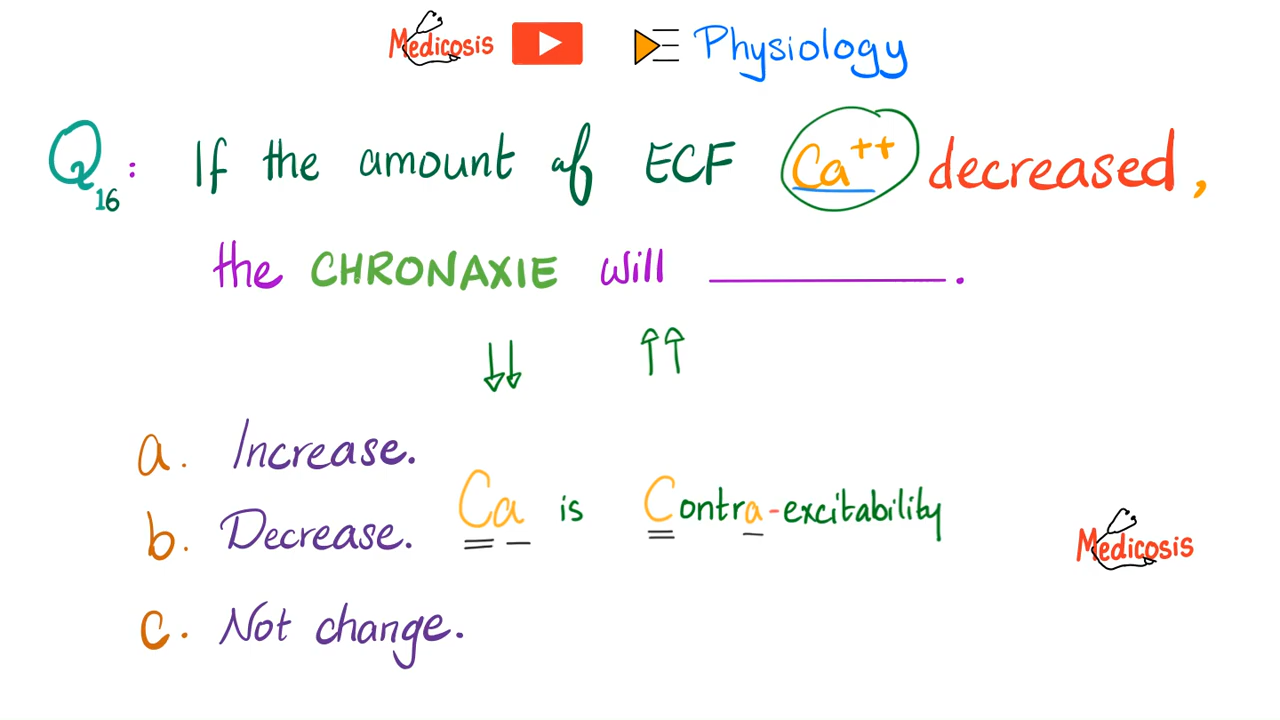 Medicosis Physiology
Q16: If the amount of ECF Ca++ decreased,
the CHRONAXIE will ________.
↓↓ ↑↑
a. Increase.
Ca is Contra-excitability
b. Decrease.
Medicosis
c. Not change.